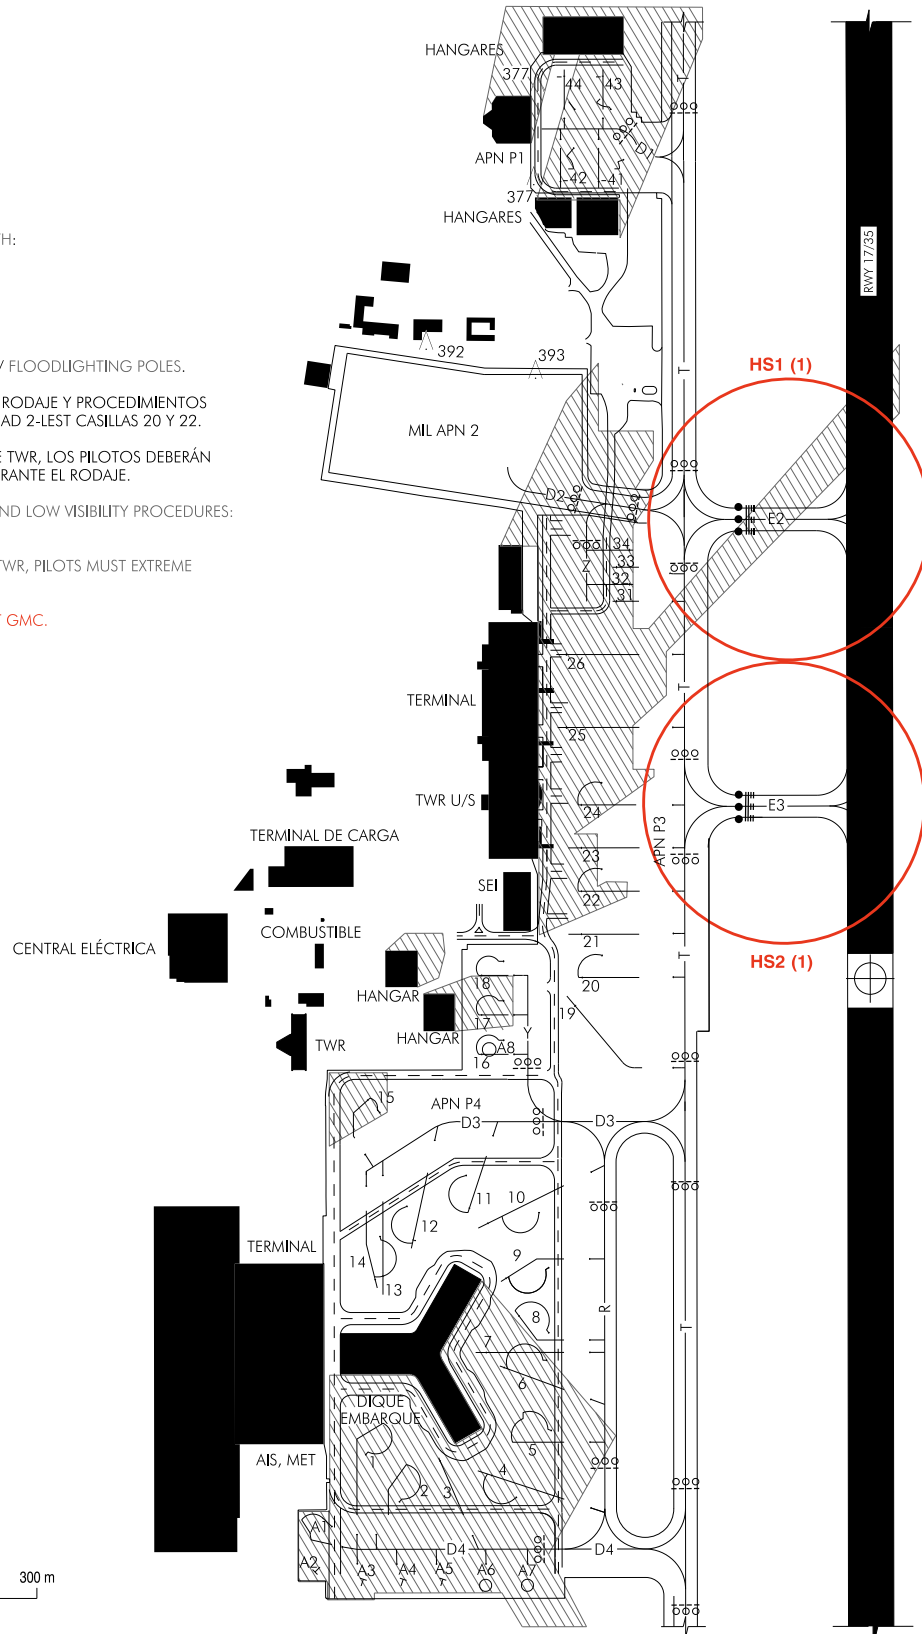 HANGARES
377
44
43
T
D1
APN P1
42
41
377
HANGARES
TH:
RWY 17/35
392
393
/ FLOODLIGHTING POLES.
HS1 (1)
T
RODAJE Y PROCEDIMIENTOS
AD 2-LEST CASILLAS 20 Y 22.
MIL APN 2
E TWR, LOS PILOTOS DEBERÁN
RANTE EL RODAJE.
D2
ND LOW VISIBILITY PROCEDURES:
E2
34
TWR, PILOTS MUST EXTREME
Z
33
32
31
T GMC.
26
TERMINAL
T
25
TWR U/S
E3
24
TERMINAL DE CARGA
APN P3
23
SEI
22
COMBUSTIBLE
21
CENTRAL ELÉCTRICA
T
HS2 (1)
HANGAR
18
20
19
17
HANGAR
Y
TWR
A8
16
15
APN P4
D3
D3
11
10
T
12
TERMINAL
9
14
13
R
8
T
7
6
DIQUE
EMBARQUE
5
AIS, MET
1
4
2
3
A1
D4
D4
A2
A3
A4
A5
A6
A7
300 m